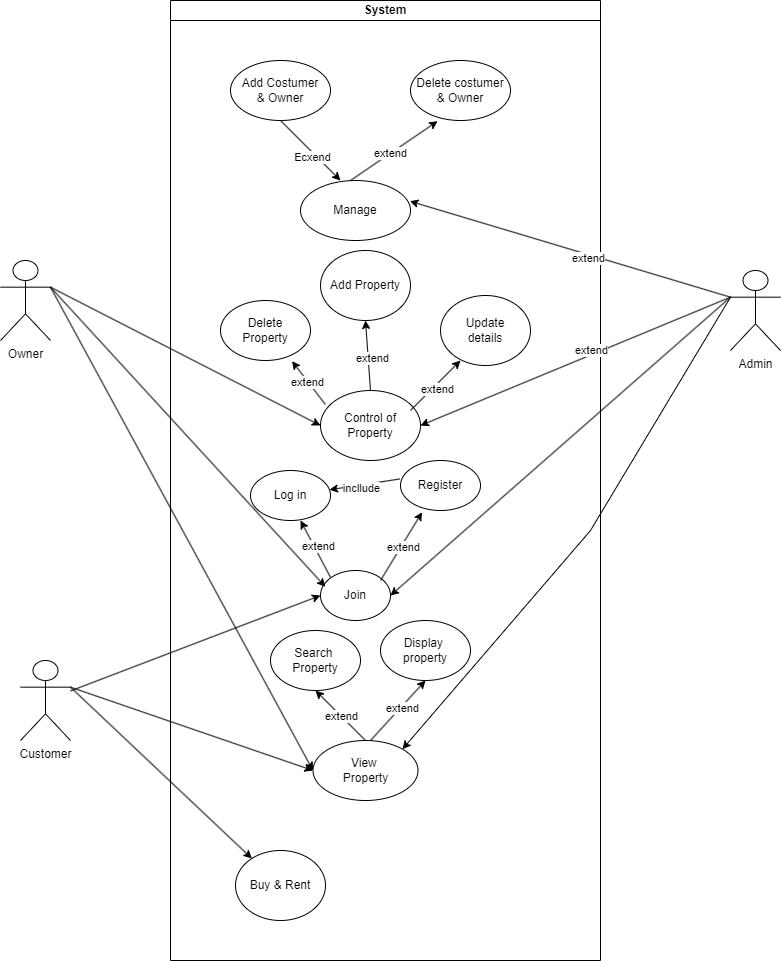 System
Add Costumer
& Owner
Delete costumer
& Owner
Ecxend
extend
Manage
extend
Add Property
Owner
Delete
Property
Update
details
Admin
extend
extend
extend
extend
Control of
Property
Log in
incllude
Register
extend
extend
Join
Search
Property
Display
property
Customer
extend
extend
View
Property
Buy & Rent